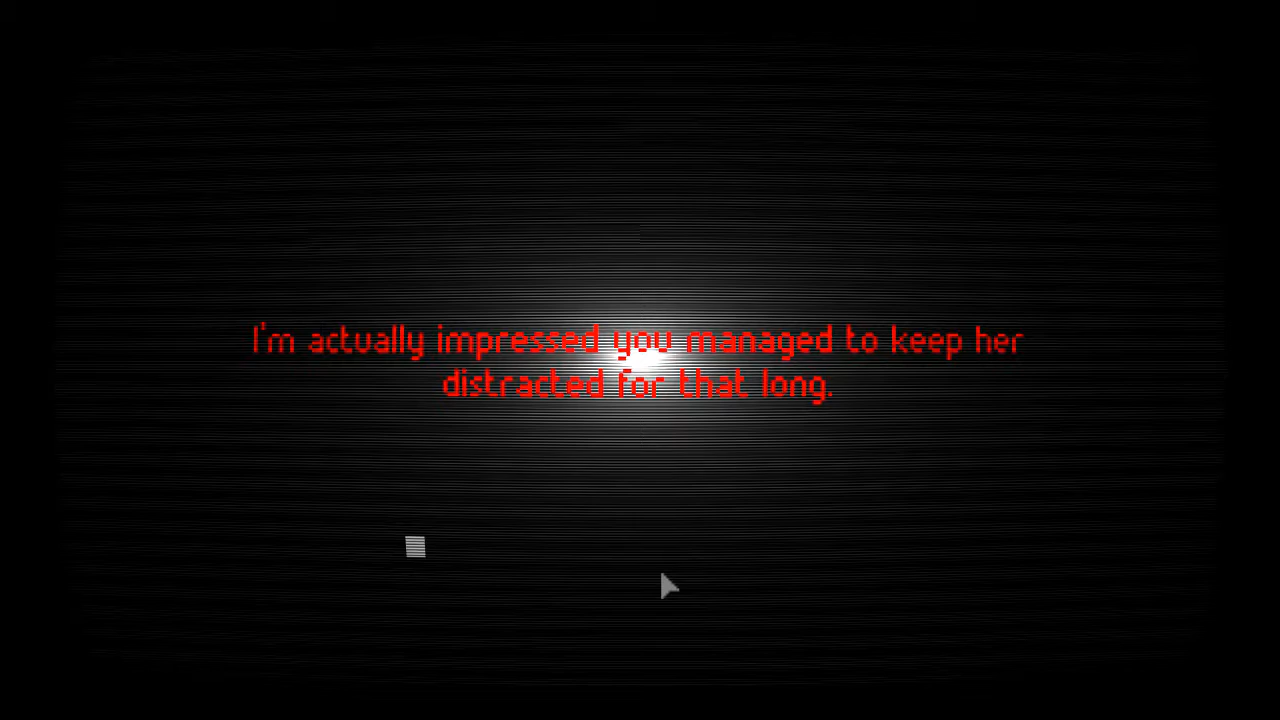 I'm actually impressed you managed to keep her
distracted for that long.